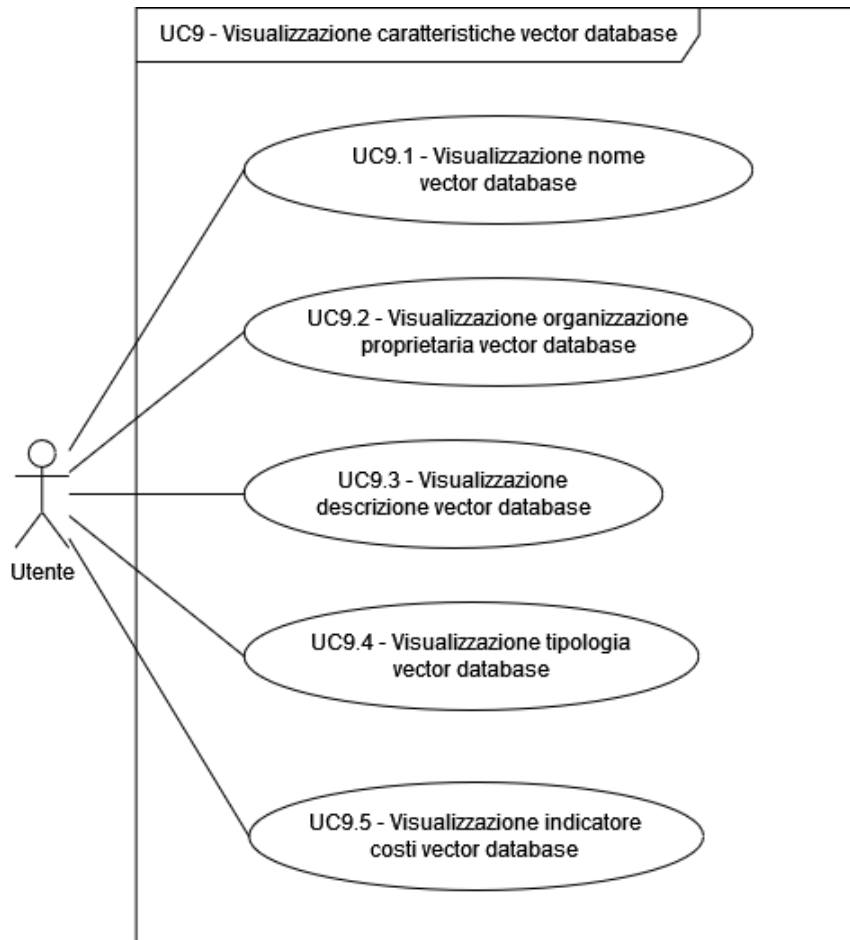 UC9 - Visualizzazione caratteristiche vector database
UC9.1 - Visualizzazione nome
vector database
UC9.2 - Visualizzazione organizzazione
proprietaria vector database
UC9.3 - Visualizzazione
descrizione vector database
Utente
UC9.4 - Visualizzazione tipologia
vector database
UC9.5 - Visualizzazione indicatore
costi vector database